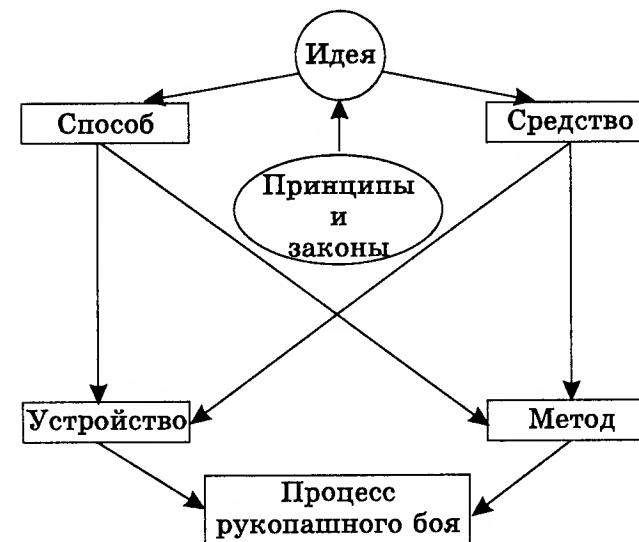 Идея
Способ
Средство
Принципы
и
законы
Устройство
Метод
Процесс
рукопашного боя